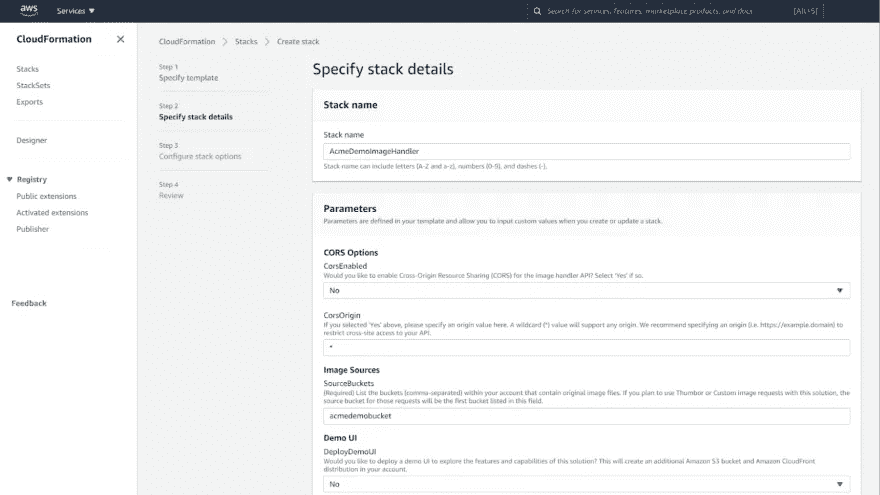 aws
Services ▼
Search for services, features, marketplace products, and docs
[Alt+S]
CloudFormation
Stacks
StackSets
Exports
Designer
Registry
Public extensions
Activated extensions
Publisher
Feedback
CloudFormation > Stacks > Create stack
Step 1
Specify template
Step 2
Specify stack details
Step 3
Configure stack options
Step 4
Review
Specify stack details
Stack name
Stack name
AcmeDemoImageHandler
Stack name can include letters (A-Z and a-z), numbers (0-9), and dashes (-).
Parameters
Parameters are defined in your template and allow you to input custom values when you create or update a stack.
CORS Options
CorsEnabled
Would you like to enable Cross-Origin Resource Sharing (CORS) for the image handler API? Select 'Yes' if so.
No
CorsOrigin
If you selected 'Yes' above, please specify an origin value here. A wildcard (*) value will support any origin. We recommend specifying an origin (i.e. https://example.domain) to
restrict cross-site access to your API.
*
Image Sources
SourceBuckets
(Required) List the buckets (comma-separated) within your account that contain original image files. If you plan to use Thumbor or Custom image requests with this solution, the
source bucket for those requests will be the first bucket listed in this field.
acmedemobucket
Demo UI
DeployDemoUI
Would you like to deploy a demo UI to explore the features and capabilities of this solution? This will create an additional Amazon S3 bucket and Amazon CloudFront
distribution in your account.
No